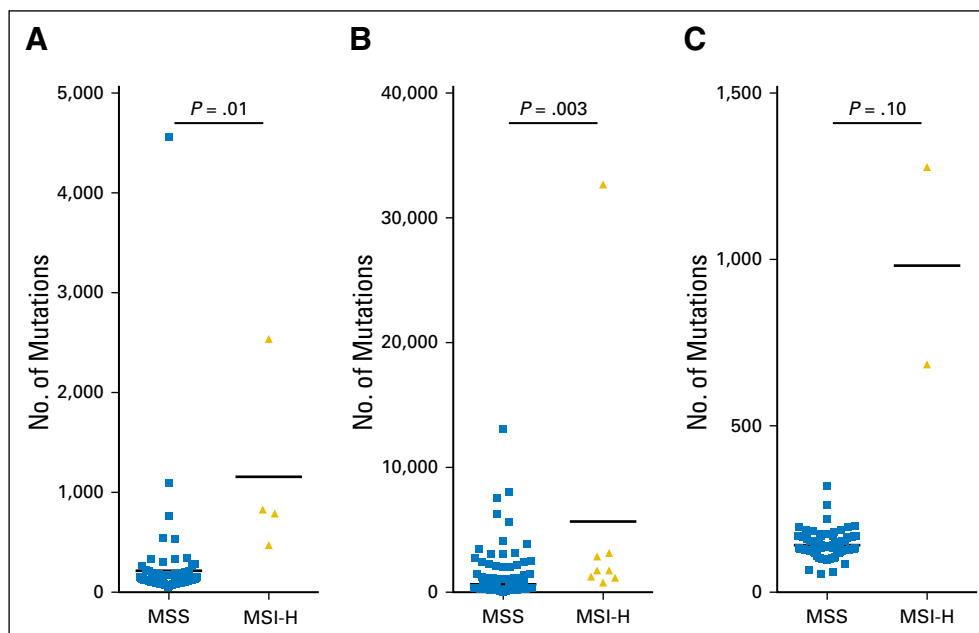 A
No. of Mutations
5,000
4,000
3,000
2,000
1,000
0
P = .01
MSS
MSI-H
B
No. of Mutations
40,000
30,000
20,000
10,000
0
P = .003
MSS
MSI-H
C
No. of Mutations
1,500
1,000
500
0
P = .10
MSS
MSI-H